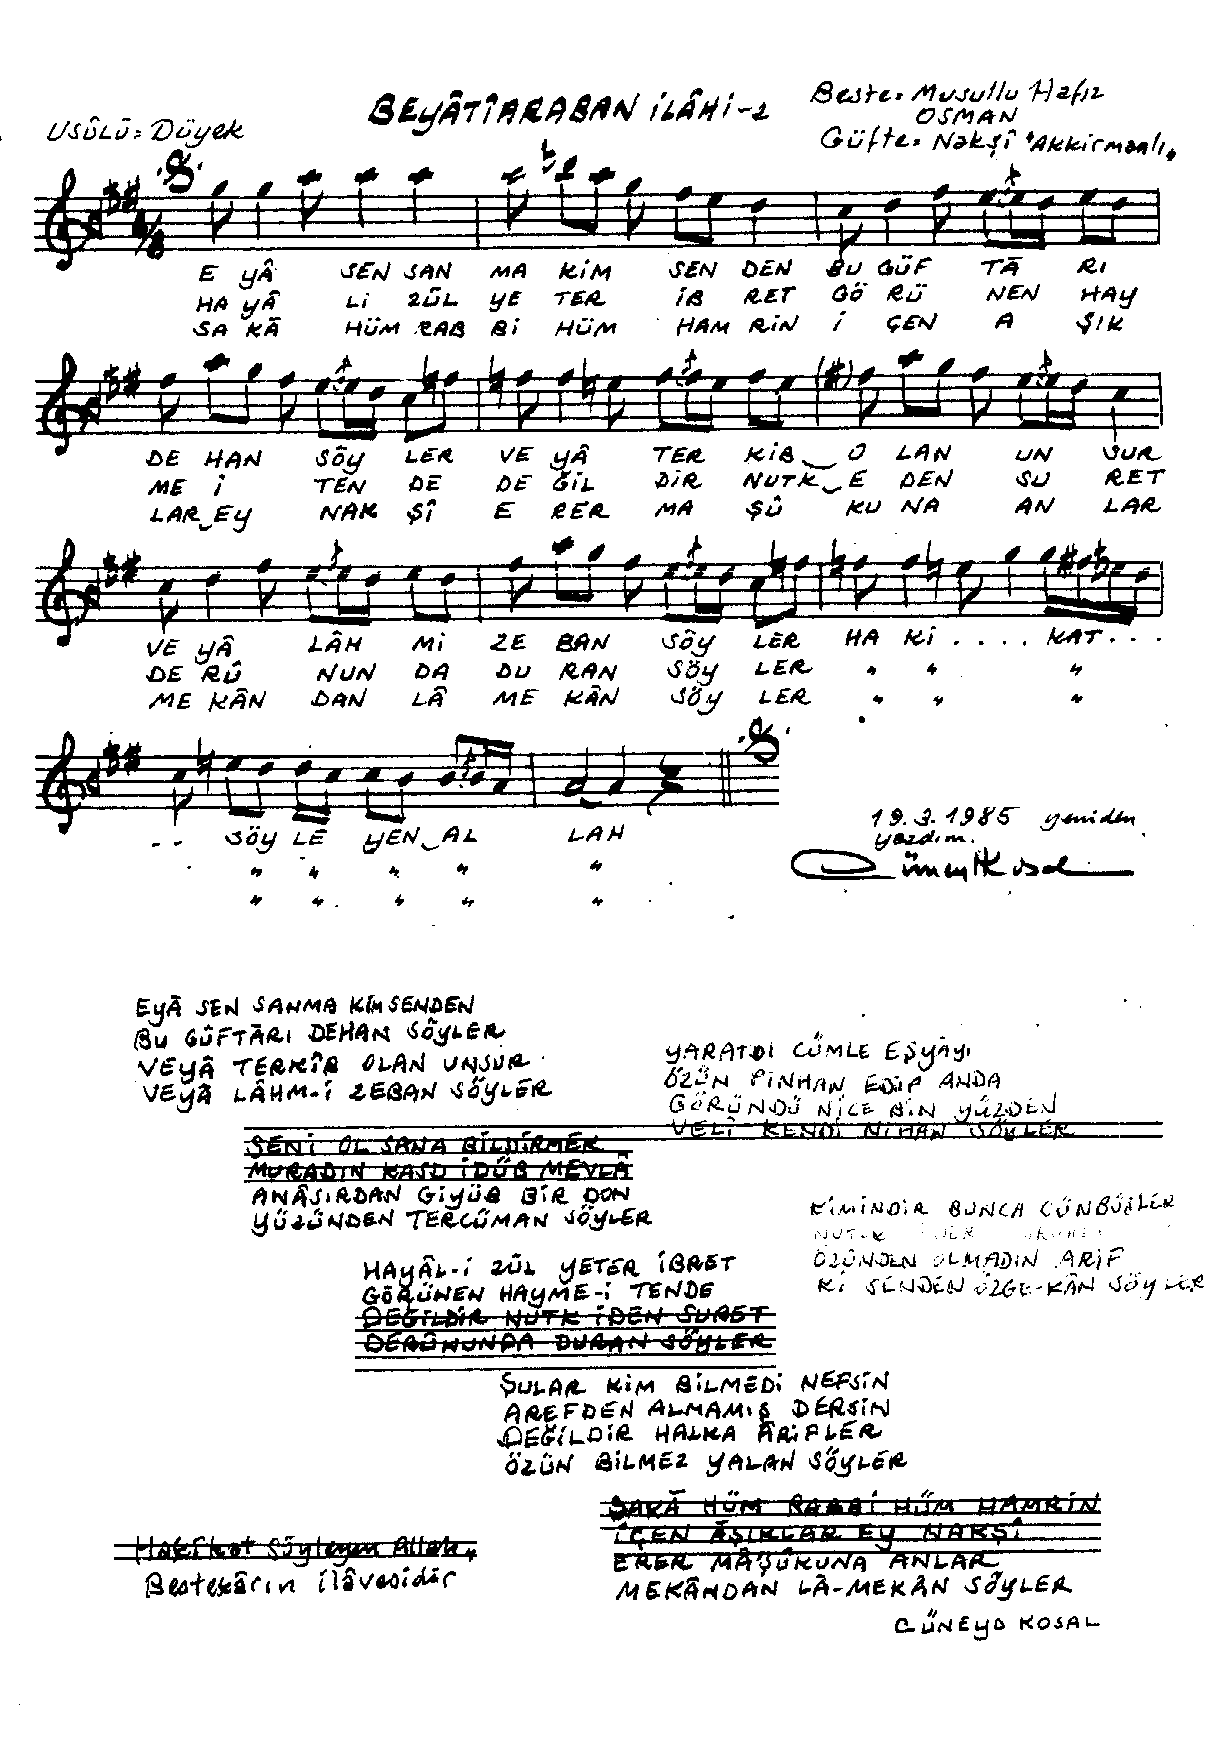 BEYÂTÎARABAN İLÂHİ-2
Beste: Musullu Hafız
OSMAN
Usûlü: Düyek
Güfte: Nakşî "Akkirmanlı"
E YÂ SEN SAN MA KİM SEN DEN BU GÜF TÂ RI
HA YÂ Lİ ZÜL YE TER İB RET GÖ RÜ NEN HAY
SA KÂ HÜM RAB Bİ HÜM HAM RİN İ ÇEN A ŞIK
DE HAN SÖY LER VE YÂ TER KİB O LAN UN SUR
ME İ TEN DE DE ĞİL DİR NUTK E DEN SU RET
LAR EY NAK ŞÎ E RER MA ŞÛ KU NA AN LAR
VE YÂ LÂH Mİ ZE BAN SÖY LER HA Kİ .... KAT ...
DE RÛ NUN DA DU RAN SÖY LER " " "
ME KÂN DAN LÂ ME KÂN SÖY LER " " "
.. SÖY LE YEN AL LAH
" " " " "
" " . " " "
19.3.1985 yeniden
yazdım.
Cüneyt Kosal
EYÂ SEN SANMA KİM SENDEN
BU GÜFTÂRI DEHAN SÖYLER
VEYÂ TERKÎB OLAN UNSUR
VEYÂ LÂHM-İ ZEBAN SÖYLER
YARATDI CÜMLE EŞYÂYI
ÖZÜN PİNHAN EDİP ANDA
GÖRÜNDÜ NİCE BİN YÜZDEN
VELÎ KENDİ NİHAN SÖYLER
SENİ OL SANA BİLDİRMEK
MURADIN KASD İDÜB MEVLÂ
ANÂSIRDAN GİYÜB BİR DON
YÜZÜNDEN TERCÜMAN SÖYLER
KİMİNDİR BUNCA CÜNBÜŞLER
NUTK
ÖZÜNDEN OLMADIN ARİF
Kİ SENDEN ÖZGE-KÂN SÖYLER
HAYÂL-İ ZÜL YETER İBRET
GÖRÜNEN HAYME-İ TENDE
DEĞİLDİR NUTK İDEN SURET
DERÛNUNDA DURAN SÖYLER
ŞULAR KİM BİLMEDİ NEFSİN
AREFDEN ALMAMIŞ DERSİN
DEĞİLDİR HALKA ÂRİFLER
ÖZÜN BİLMEZ YALAN SÖYLER
SAKÂ HÜM RABBİ HÜM HAMRİN
İÇEN ÂŞIKLAR EY NAKŞÎ
ERER MÂŞÛKUNA ANLAR
MEKÂNDAN LÂ-MEKÂN SÖYLER
Hakîkat Söyleyen Allah"
Bestekârın ilâvesidir
CÜNEYD KOSAL